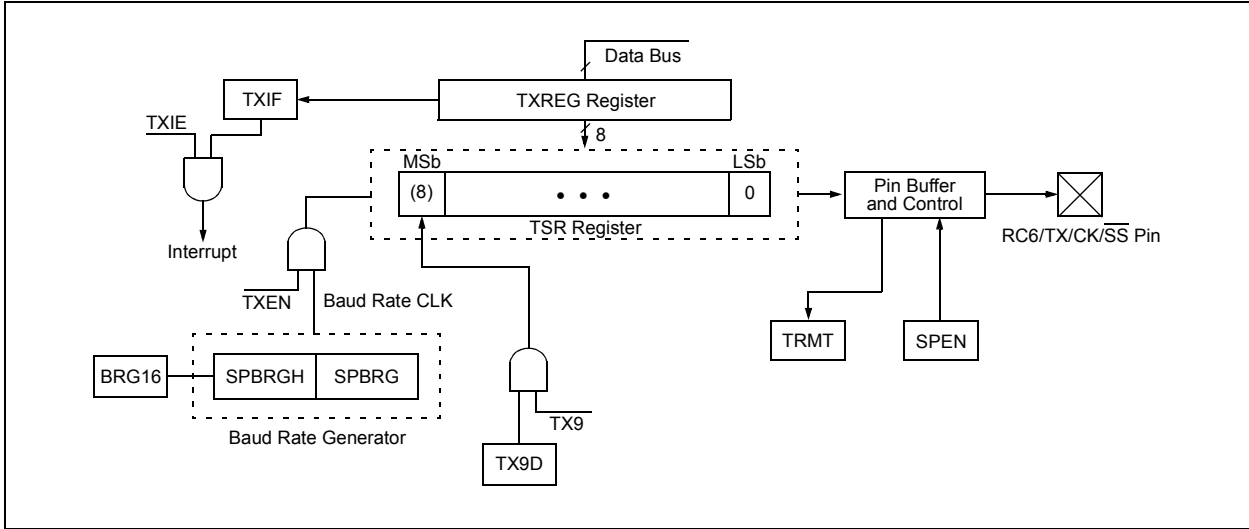 Data Bus
TXIF
TXREG Register
TXIE
8
MSb
LSb
(8)
• • •
0
Pin Buffer
and Control
TSR Register
RC6/TX/CK/S̅S̅ Pin
Interrupt
TXEN
Baud Rate CLK
TRMT
SPEN
BRG16
SPBRGH
SPBRG
TX9
Baud Rate Generator
TX9D